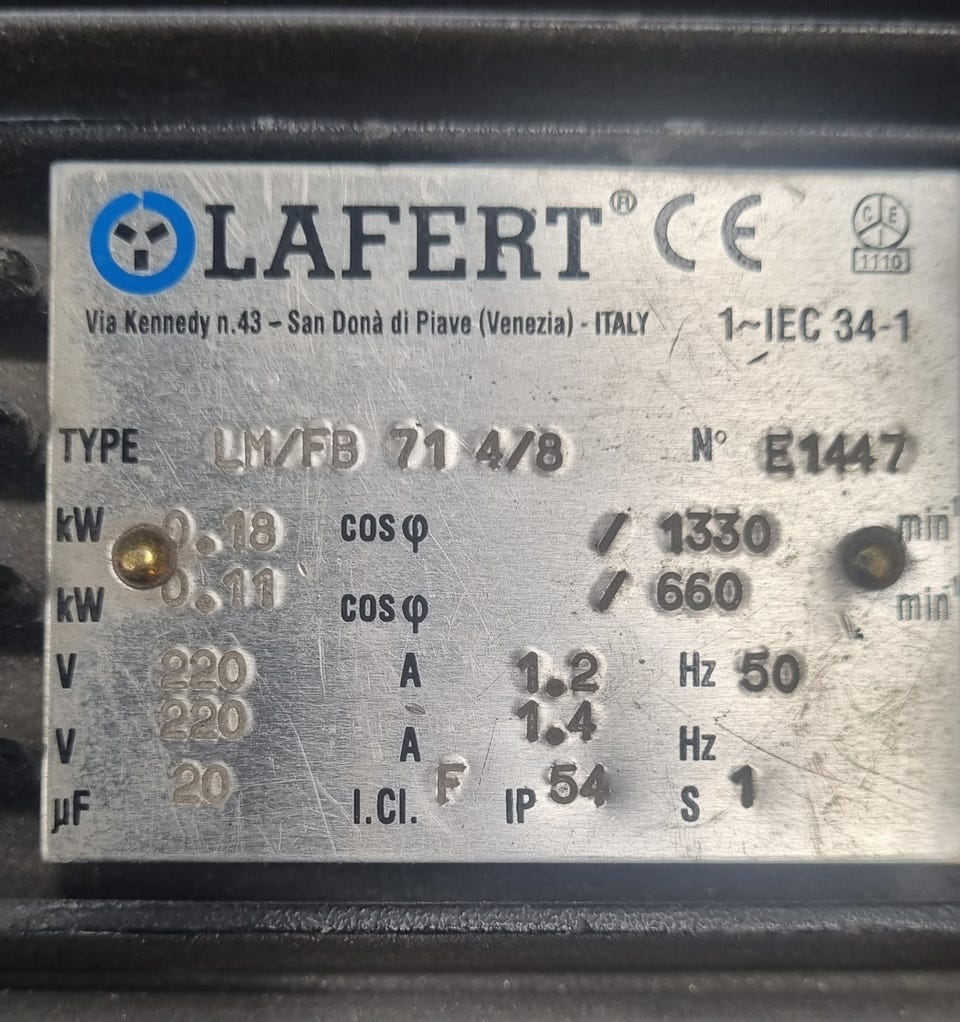 LAFERT® CE CEI 1110
Via Kennedy n.43 – San Donà di Piave (Venezia) - ITALY 1~IEC 34-1
TYPE LM/FB 71 4/8 N° E1447
kW 0.18 cosφ / 1330 min⁻¹
kW 0.11 cosφ / 660 min⁻¹
V 220 A 1.2 Hz 50
V 220 A 1.4 Hz
µF 20 I.Cl. F IP 54 S 1